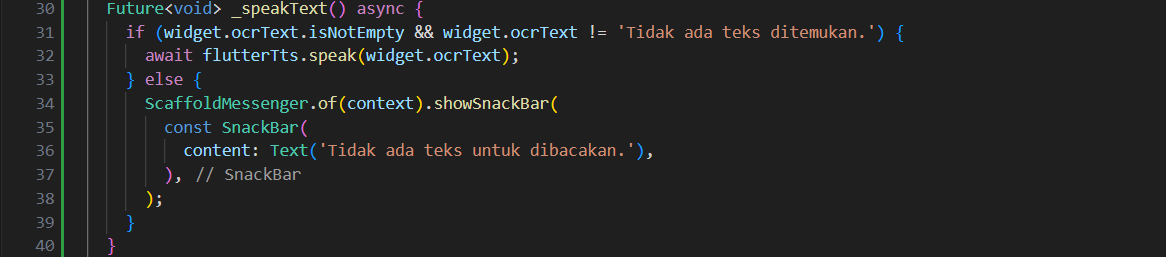 30 Future<void> _speakText() async {
31 if (widget.ocrText.isNotEmpty && widget.ocrText != 'Tidak ada teks ditemukan.') {
32 await flutterTts.speak(widget.ocrText);
33 } else {
34 ScaffoldMessenger.of(context).showSnackBar(
35 const SnackBar(
36 content: Text('Tidak ada teks untuk dibacakan.'),
37 ), // SnackBar
38 );
39 }
40 }